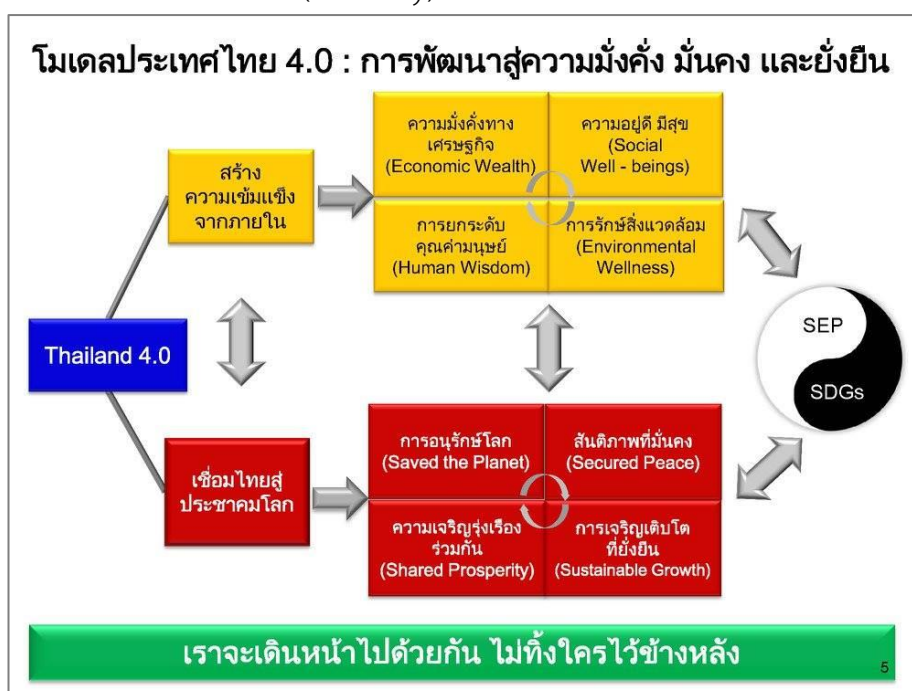 โมเดลประเทศไทย 4.0 : การพัฒนาสู่ความมั่งคั่ง มั่นคง และยั่งยืน
สร้าง
ความเข้มแข็ง
จากภายใน
ความมั่งคั่งทาง
เศรษฐกิจ
(Economic Wealth)
ความอยู่ดี มีสุข
(Social
Well - beings)
การยกระดับ
คุณค่ามนุษย์
(Human Wisdom)
การรักษ์สิ่งแวดล้อม
(Environmental
Wellness)
Thailand 4.0
SEP
SDGs
เชื่อมไทยสู่
ประชาคมโลก
การอนุรักษ์โลก
(Saved the Planet)
สันติภาพที่มั่นคง
(Secured Peace)
ความเจริญรุ่งเรือง
ร่วมกัน
(Shared Prosperity)
การเจริญเติบโต
ที่ยั่งยืน
(Sustainable Growth)
เราจะเดินหน้าไปด้วยกัน ไม่ทิ้งใครไว้ข้างหลัง
5